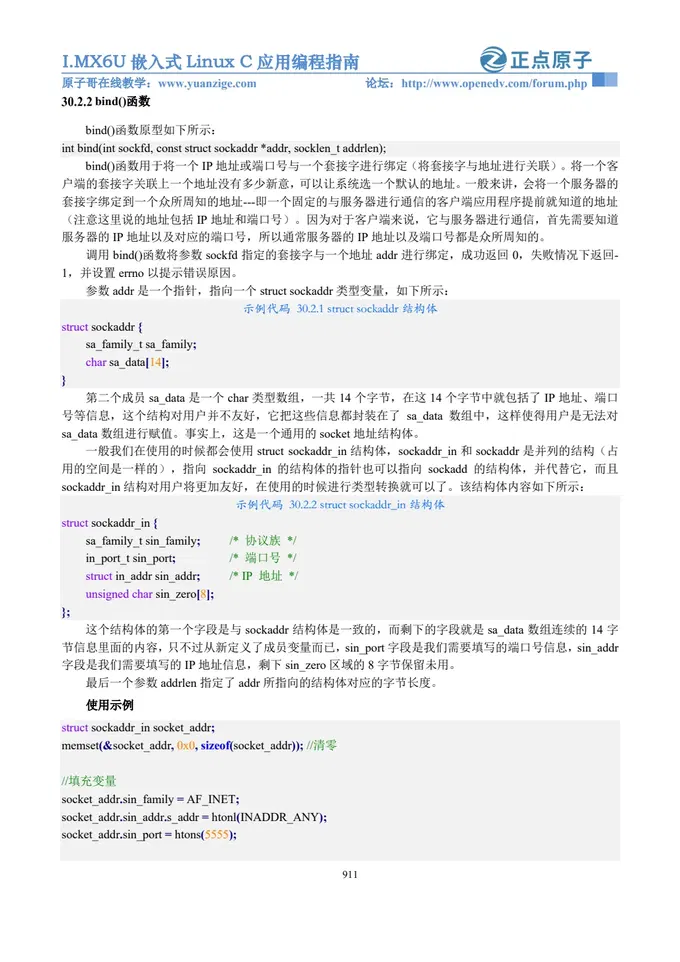 I.MX6U 嵌入式 Linux C 应用编程指南
正点原子
原子哥在线教学：www.yuanzige.com 论坛：http://www.openedv.com/forum.php
30.2.2 bind()函数
bind()函数原型如下所示：
int bind(int sockfd, const struct sockaddr *addr, socklen_t addrlen);
bind()函数用于将一个 IP 地址或端口号与一个套接字进行绑定（将套接字与地址进行关联）。将一个客
户端的套接字关联上一个地址没有多少新意，可以让系统选一个默认的地址。一般来讲，会将一个服务器的
套接字绑定到一个众所周知的地址---即一个固定的与服务器进行通信的客户端应用程序提前就知道的地址
（注意这里说的地址包括 IP 地址和端口号）。因为对于客户端来说，它与服务器进行通信，首先需要知道
服务器的 IP 地址以及对应的端口号，所以通常服务器的 IP 地址以及端口号都是众所周知的。
调用 bind()函数将参数 sockfd 指定的套接字与一个地址 addr 进行绑定，成功返回 0，失败情况下返回-
1，并设置 errno 以提示错误原因。
参数 addr 是一个指针，指向一个 struct sockaddr 类型变量，如下所示：
示例代码 30.2.1 struct sockaddr 结构体
struct sockaddr {
sa_family_t sa_family;
char sa_data[14];
}
第二个成员 sa_data 是一个 char 类型数组，一共 14 个字节，在这 14 个字节中就包括了 IP 地址、端口
号等信息，这个结构对用户并不友好，它把这些信息都封装在了 sa_data 数组中，这样使得用户是无法对
sa_data 数组进行赋值。事实上，这是一个通用的 socket 地址结构体。
一般我们在使用的时候都会使用 struct sockaddr_in 结构体，sockaddr_in 和 sockaddr 是并列的结构（占
用的空间是一样的），指向 sockaddr_in 的结构体的指针也可以指向 sockadd 的结构体，并代替它，而且
sockaddr_in 结构对用户将更加友好，在使用的时候进行类型转换就可以了。该结构体内容如下所示：
示例代码 30.2.2 struct sockaddr_in 结构体
struct sockaddr_in {
sa_family_t sin_family; /* 协议族 */
in_port_t sin_port; /* 端口号 */
struct in_addr sin_addr; /* IP 地址 */
unsigned char sin_zero[8];
};
这个结构体的第一个字段是与 sockaddr 结构体是一致的，而剩下的字段就是 sa_data 数组连续的 14 字
节信息里面的内容，只不过从新定义了成员变量而已，sin_port 字段是我们需要填写的端口号信息，sin_addr
字段是我们需要填写的 IP 地址信息，剩下 sin_zero 区域的 8 字节保留未用。
最后一个参数 addrlen 指定了 addr 所指向的结构体对应的字节长度。
使用示例
struct sockaddr_in socket_addr;
memset(&socket_addr, 0x0, sizeof(socket_addr)); //清零
//填充变量
socket_addr.sin_family = AF_INET;
socket_addr.sin_addr.s_addr = htonl(INADDR_ANY);
socket_addr.sin_port = htons(5555);
911